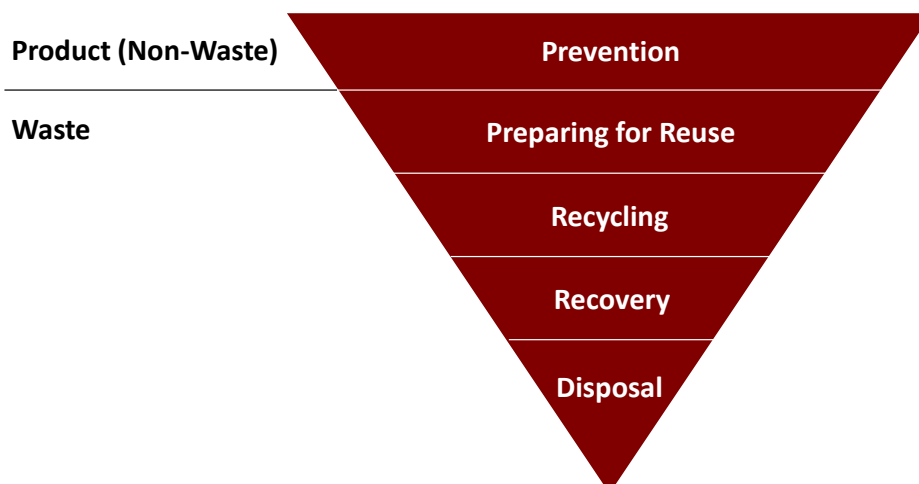 Product (Non-Waste)
Prevention
Waste
Preparing for Reuse
Recycling
Recovery
Disposal